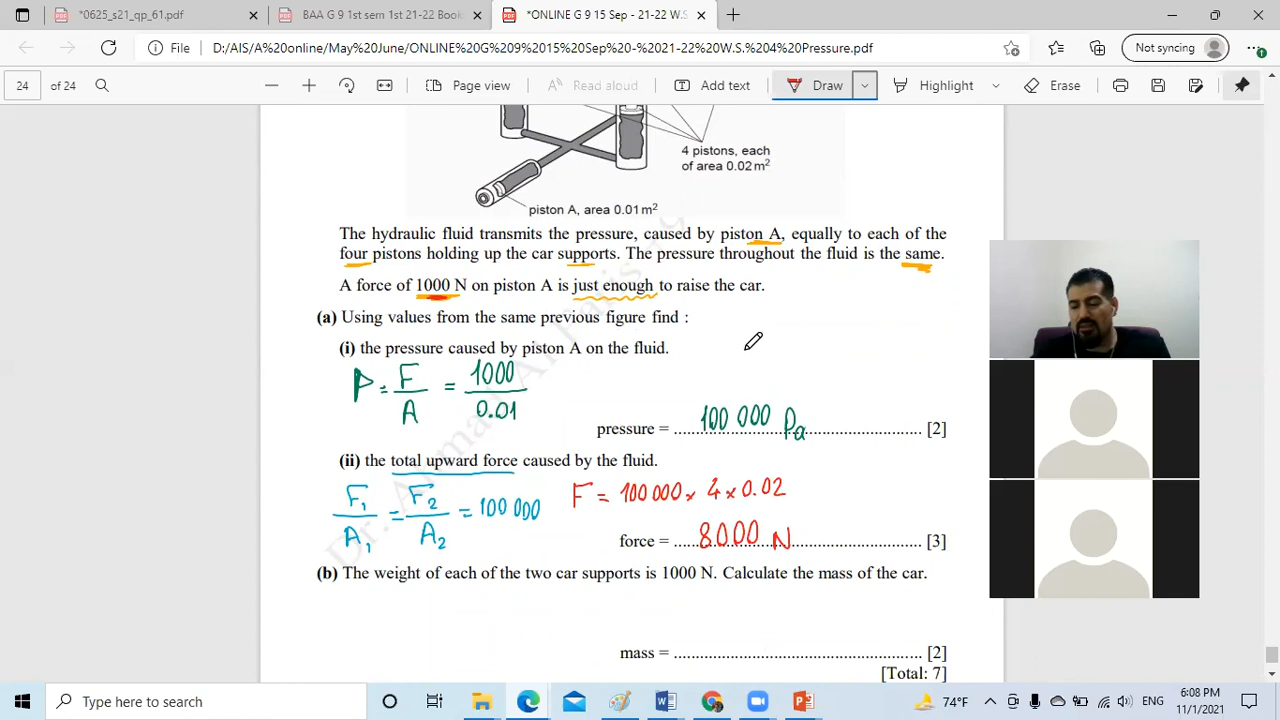 *0625_s21_qp_61.pdf
BAA G 9 1st sem 1st 21-22 Book
*ONLINE G 9 15 Sep - 21-22 W.S.
File
D:/AIS/A%20online/May%20June/ONLINE%20G%209%2015%20Sep%20-%2021-22%20W.S.%204%20Pressure.pdf
Not syncing
24 of 24
Page view
Read aloud
Add text
Draw
Highlight
Erase
4 pistons, each
of area 0.02 m²
piston A, area 0.01 m²
The hydraulic fluid transmits the pressure, caused by piston A, equally to each of the
four pistons holding up the car supports. The pressure throughout the fluid is the same.
A force of 1000 N on piston A is just enough to raise the car.
(a) Using values from the same previous figure find :
(i) the pressure caused by piston A on the fluid.
P = F/A = 1000/0.01
pressure = 100 000 Pa [2]
(ii) the total upward force caused by the fluid.
F₁/A₁ = F₂/A₂ = 100 000
F = 100 000 × 4 × 0.02
force = 8000 N [3]
(b) The weight of each of the two car supports is 1000 N. Calculate the mass of the car.
mass = ................................................ [2]
[Total: 7]
Type here to search
74°F
ENG
6:08 PM
11/1/2021